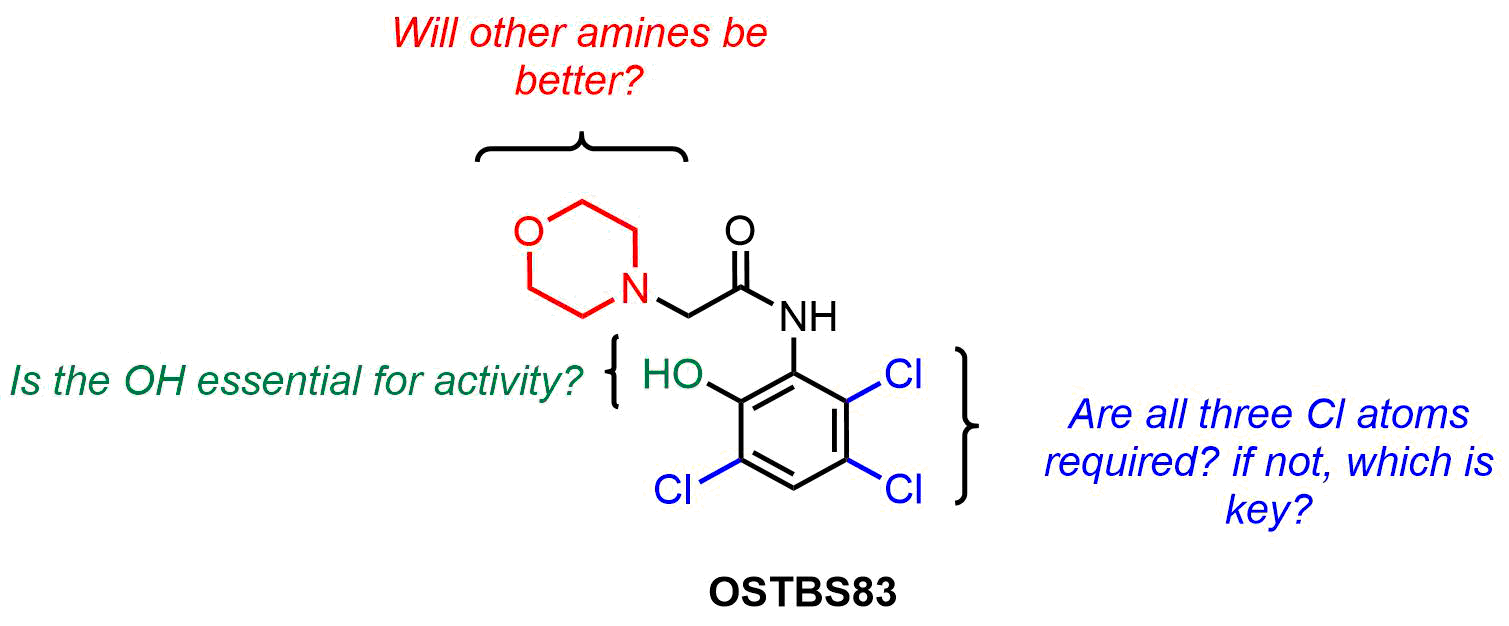 Will other amines be
better?
O
O
N
NH
Is the OH essential for activity?
HO
Cl
Are all three Cl atoms
required? if not, which is
key?
Cl
Cl
OSTBS83